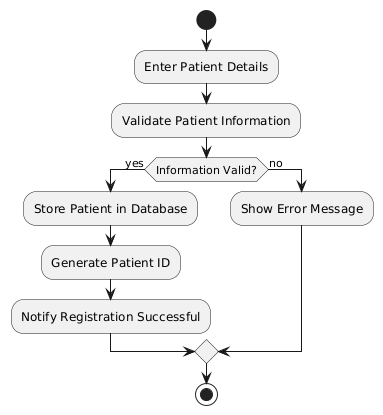 Enter Patient Details
Validate Patient Information
yes
Information Valid?
no
Store Patient in Database
Show Error Message
Generate Patient ID
Notify Registration Successful